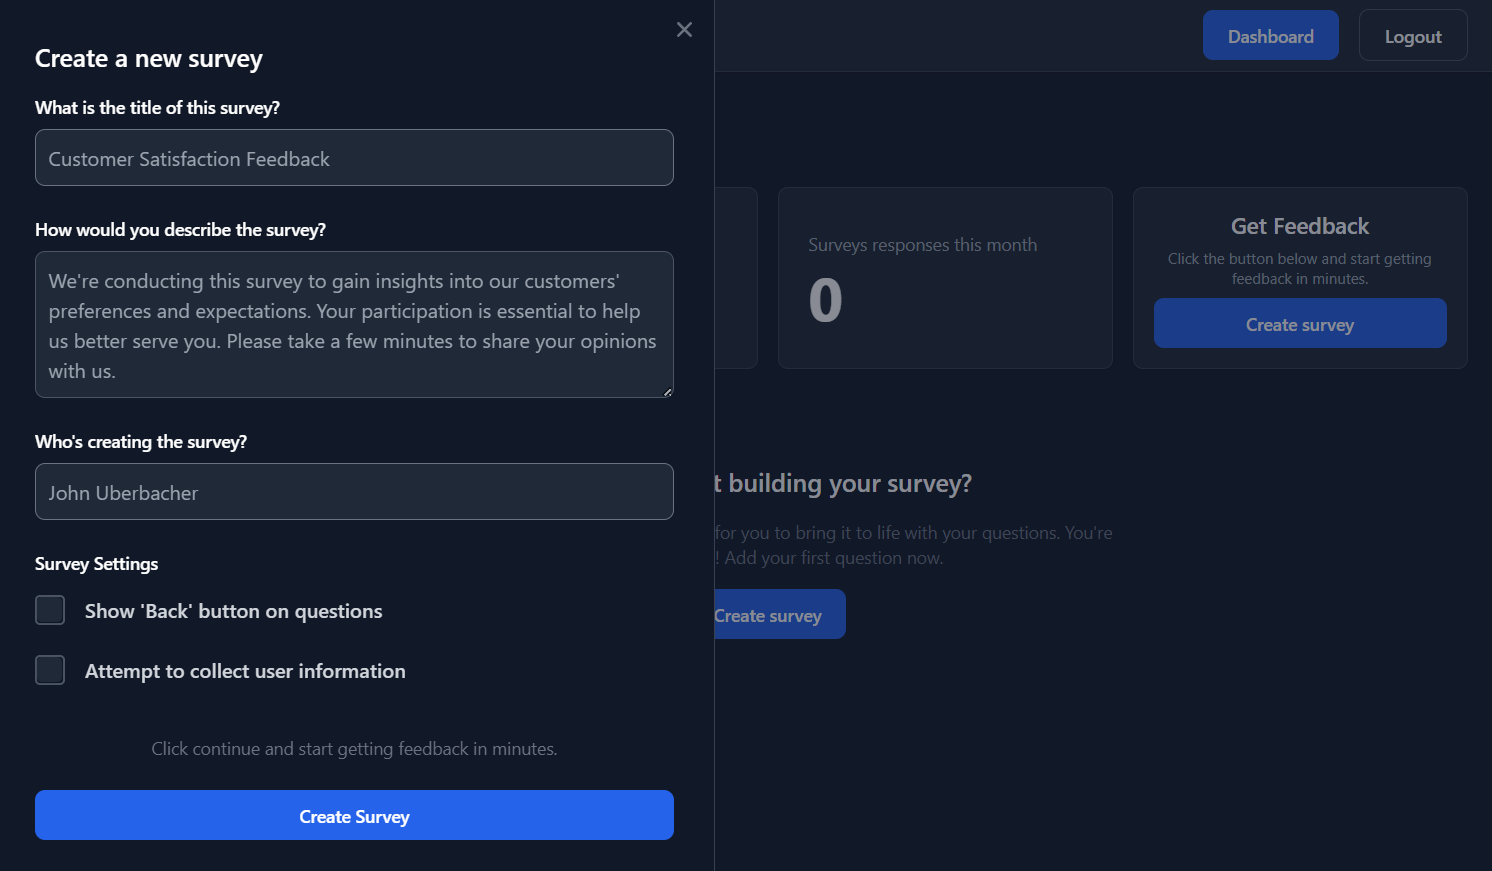 Create a new survey
What is the title of this survey?
Customer Satisfaction Feedback
How would you describe the survey?
We're conducting this survey to gain insights into our customers'
preferences and expectations. Your participation is essential to help
us better serve you. Please take a few minutes to share your opinions
with us.
Who's creating the survey?
John Uberbacher
Survey Settings
Show 'Back' button on questions
Attempt to collect user information
Click continue and start getting feedback in minutes.
Create Survey
Dashboard
Logout
Surveys responses this month
0
Get Feedback
Click the button below and start getting
feedback in minutes.
Create survey
t building your survey?
for you to bring it to life with your questions. You're
! Add your first question now.
Create survey